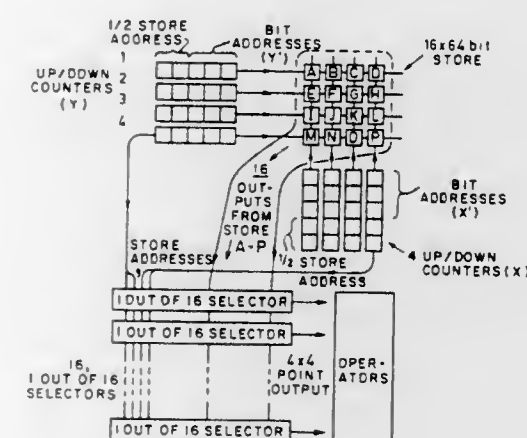 1/2 STORE
ADDRESS
BIT
ADDRESSES
(Y')
16x64 bit
STORE
UP/DOWN
COUNTERS
(Y)
1
2
3
4
A B C D
E F G H
I J K L
M N O P
16
OUT-
PUTS
FROM
STORE
A-P
BIT
ADDRESSES
(X')
1/2 STORE
ADDRESS
4 UP/DOWN
COUNTERS (X)
STORE
ADDRESSES
1 OUT OF 16 SELECTOR
1 OUT OF 16 SELECTOR
16,
1 OUT OF 16
SELECTORS
4x4
POINT
OUTPUT
OPER-
ATORS
1 OUT OF 16 SELECTOR